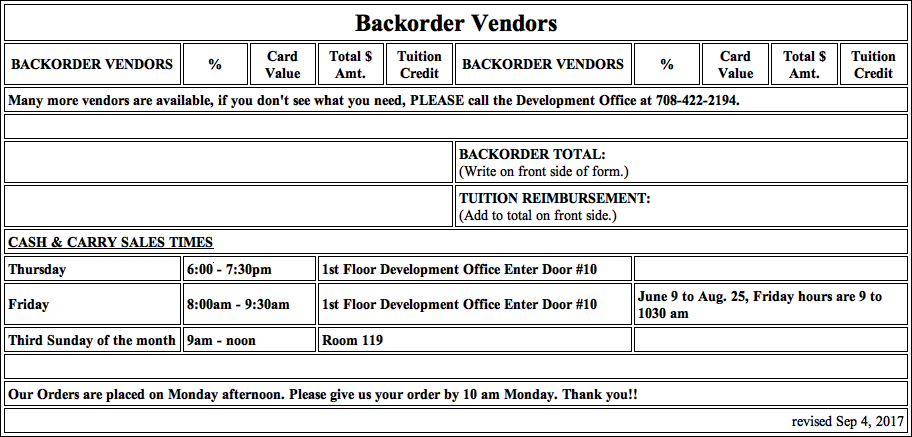 Backorder Vendors
BACKORDER VENDORS % Card Value Total $ Amt. Tuition Credit BACKORDER VENDORS % Card Value Total $ Amt. Tuition Credit
Many more vendors are available, if you don't see what you need, PLEASE call the Development Office at 708-422-2194.
BACKORDER TOTAL:
(Write on front side of form.)
TUITION REIMBURSEMENT:
(Add to total on front side.)
CASH & CARRY SALES TIMES
Thursday 6:00 - 7:30pm 1st Floor Development Office Enter Door #10
Friday 8:00am - 9:30am 1st Floor Development Office Enter Door #10 June 9 to Aug. 25, Friday hours are 9 to
1030 am
Third Sunday of the month 9am - noon Room 119
Our Orders are placed on Monday afternoon. Please give us your order by 10 am Monday. Thank you!!
revised Sep 4, 2017